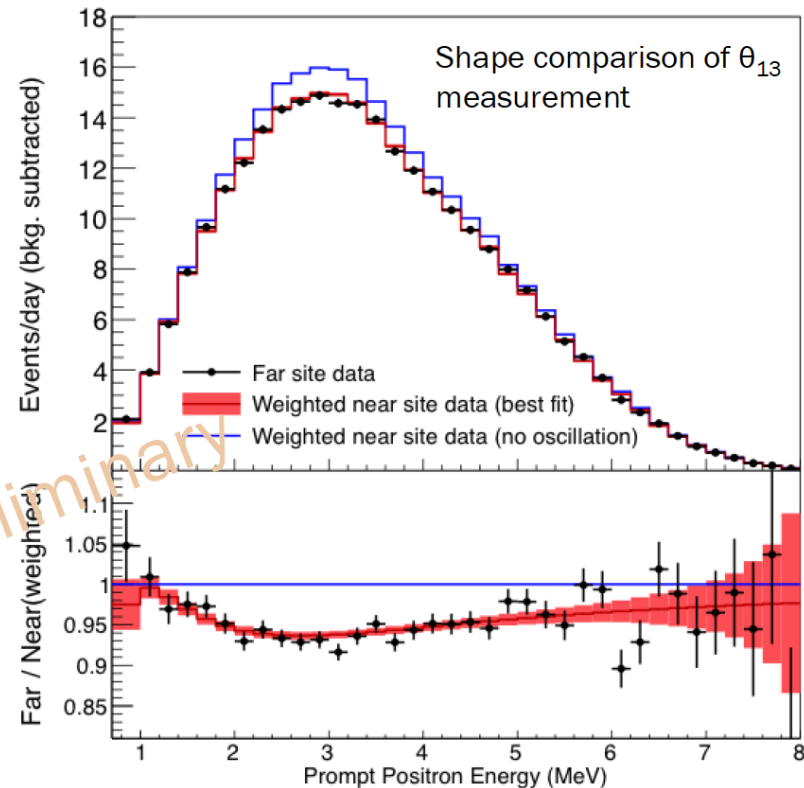 18
16
14
12
10
8
6
4
2
Events/day (bkg. subtracted)
Shape comparison of θ13
measurement
Far site data
Weighted near site data (best fit)
Weighted near site data (no oscillation)
liminary
1.1
1.05
1
0.95
0.9
0.85
Far / Near(weighted)
1 2 3 4 5 6 7 8
Prompt Positron Energy (MeV)